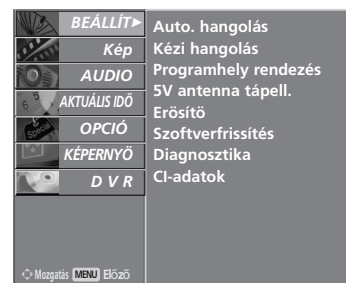 BEÁLLÍT
Kép
AUDIO
AKTUÁLIS IDŐ
OPCIÓ
KÉPERNYŐ
D V R
Mozgatás MENU Előző
Auto. hangolás
Kézi hangolás
Programhely rendezés
5V antenna tápell.
Erősítő
Szoftverfrissítés
Diagnosztika
CI-adatok